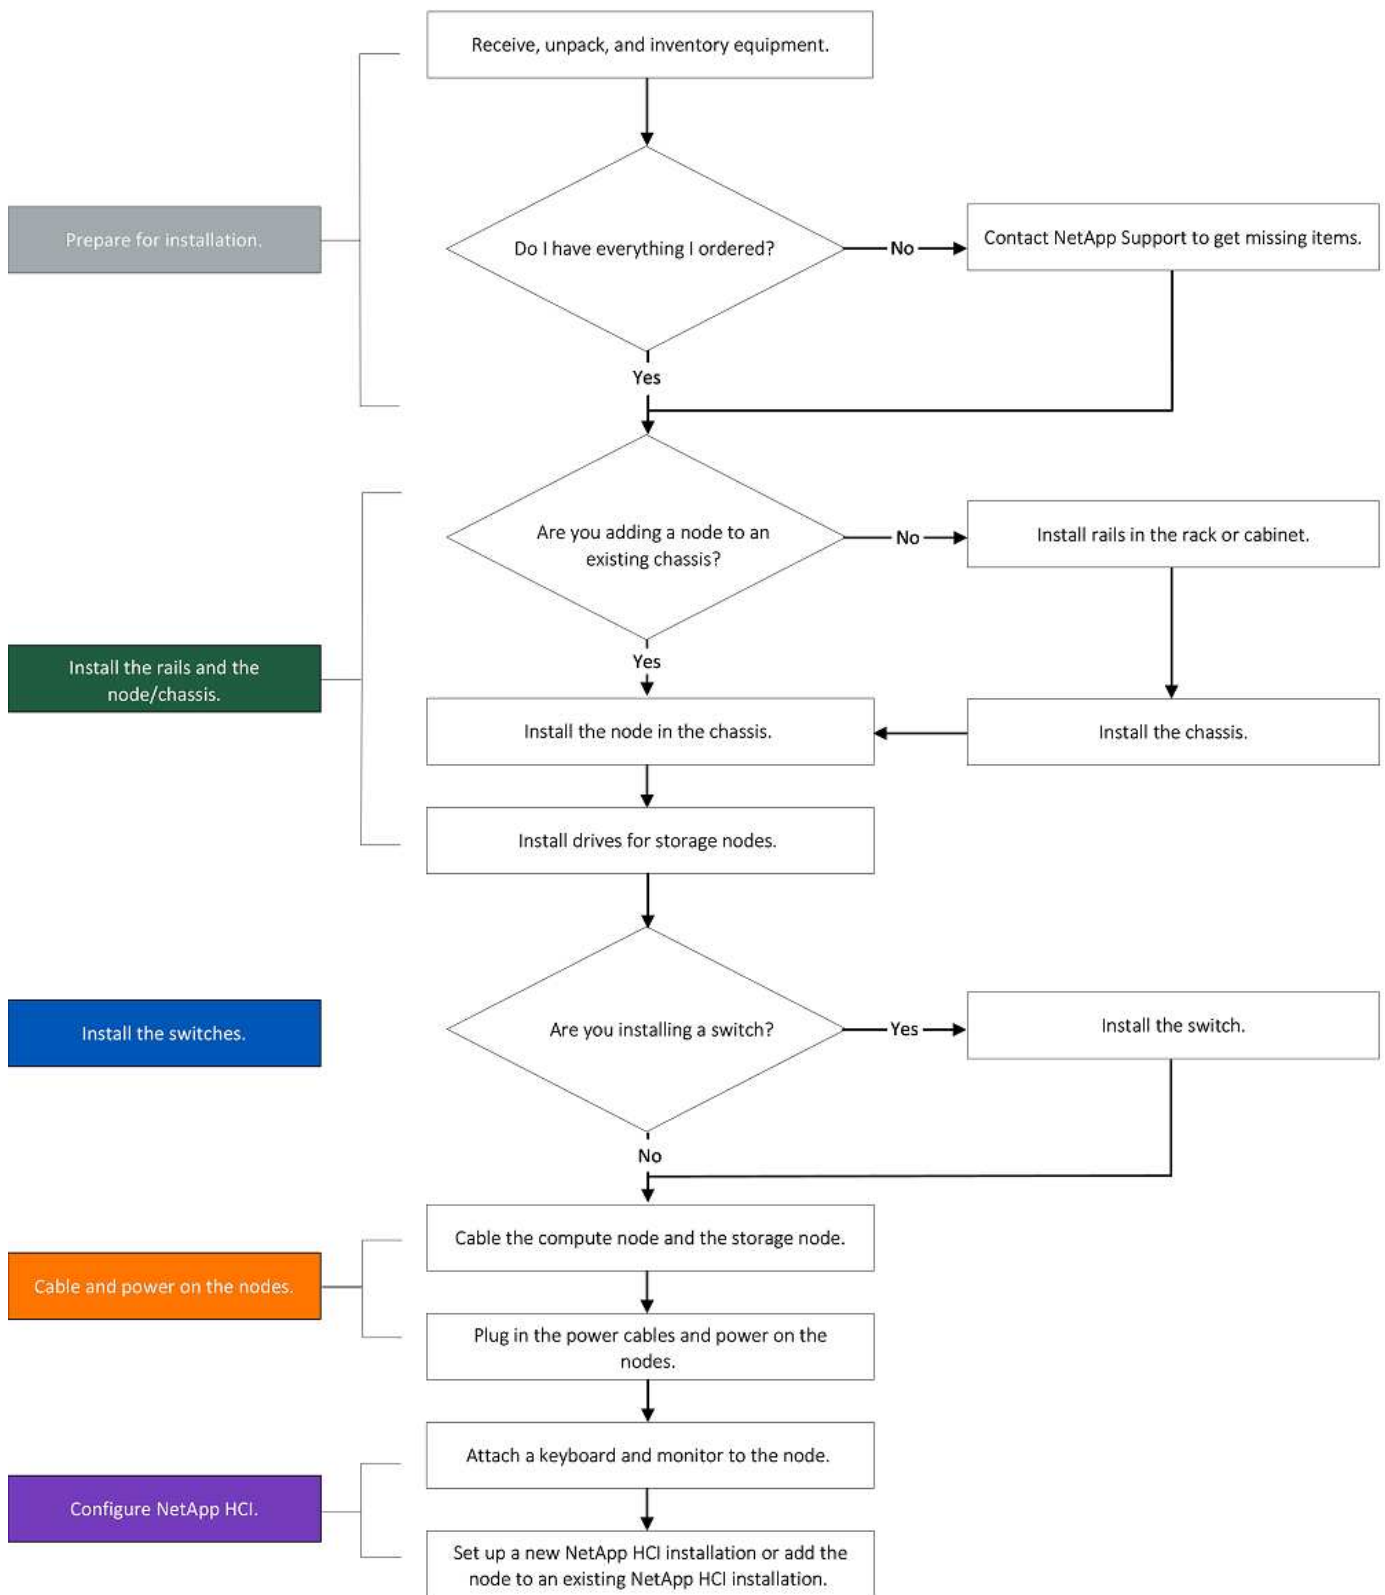 Receive, unpack, and inventory equipment.
Prepare for installation.
Do I have everything I ordered?
No
Contact NetApp Support to get missing items.
Yes
Are you adding a node to an
existing chassis?
No
Install rails in the rack or cabinet.
Yes
Install the rails and the
node/chassis.
Install the node in the chassis.
Install the chassis.
Install drives for storage nodes.
Install the switches.
Are you installing a switch?
Yes
Install the switch.
No
Cable the compute node and the storage node.
Cable and power on the nodes.
Plug in the power cables and power on the
nodes.
Attach a keyboard and monitor to the node.
Configure NetApp HCI.
Set up a new NetApp HCI installation or add the
node to an existing NetApp HCI installation.